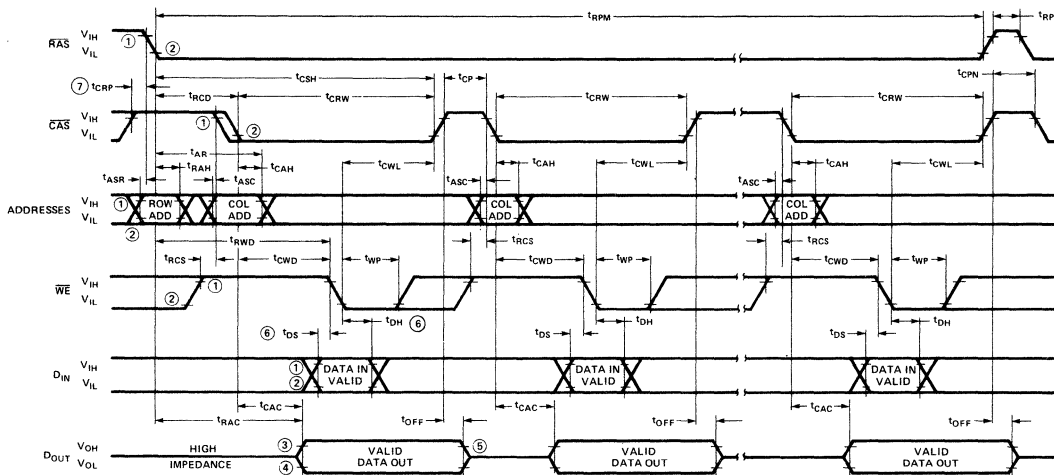 tRPM
tRP
RAS
VIH
VIL
① ②
tCSH
tCP
tCPN
⑦ tCRP
tRCD
tCRW
tCRW
tCRW
CAS
VIH
VIL
① ②
tAR
tRAH
tCAH
tCWL
tCAH
tCWL
tCAH
tCWL
tASR
tASC
tASC
tASC
ADDRESSES
VIH
VIL
①
②
ROW ADD
COL ADD
COL ADD
COL ADD
tRWD
tRCS
tRCS
tRCS
tCWD
tWP
tCWD
tWP
tCWD
tWP
WE
VIH
VIL
①
②
⑥
tDS
tDH
⑥
tDS
tDH
tDS
tDH
DIN
VIH
VIL
①
②
DATA IN VALID
DATA IN VALID
DATA IN VALID
tCAC
tRAC
tOFF
tCAC
tOFF
tCAC
tOFF
DOUT
VOH
VOL
HIGH IMPEDANCE
③
④
VALID DATA OUT
⑤
VALID DATA OUT
VALID DATA OUT